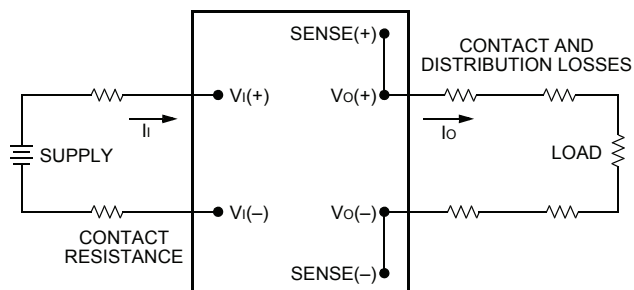 SENSE(+)
CONTACT AND
DISTRIBUTION LOSSES
VI(+)
VO(+)
II
IO
SUPPLY
LOAD
VI(–)
VO(–)
CONTACT
RESISTANCE
SENSE(–)